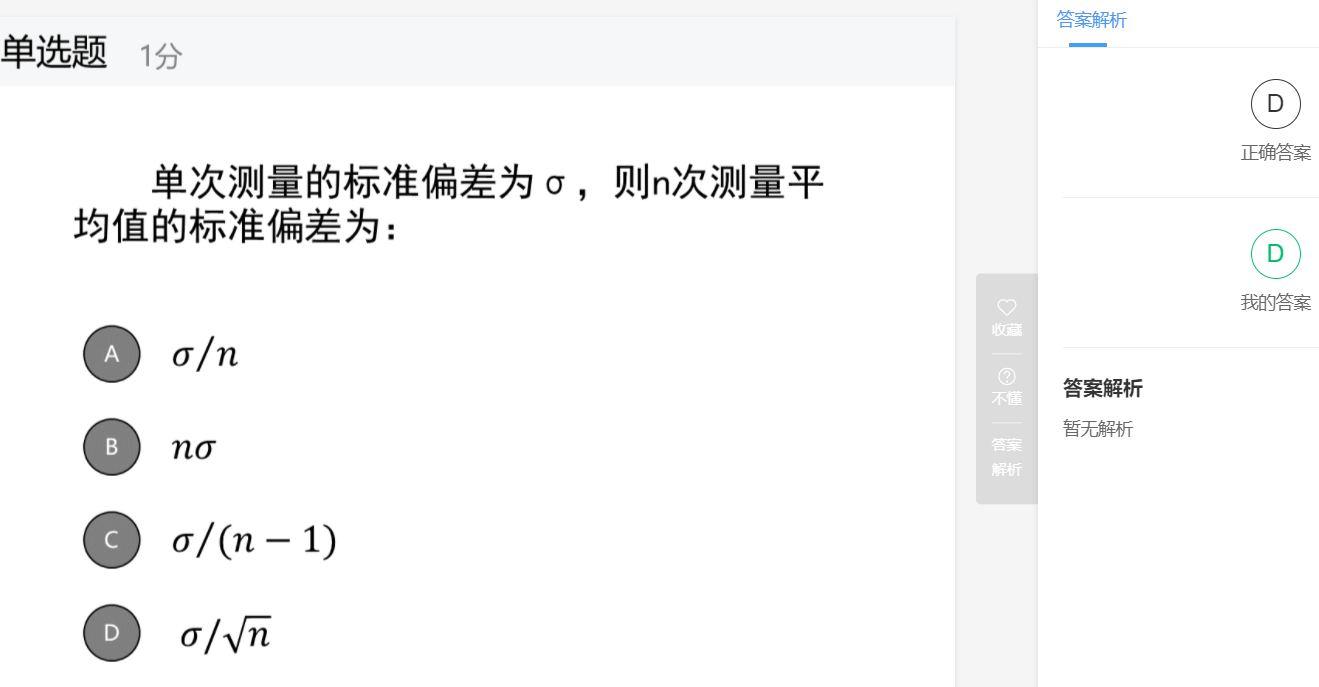 单选题 1分
单次测量的标准偏差为σ，则n次测量平
均值的标准偏差为：
A σ/n
B nσ
C σ/(n − 1)
D σ/√n
收藏
不懂
答案
解析
答案解析
D
正确答案
D
我的答案
答案解析
暂无解析